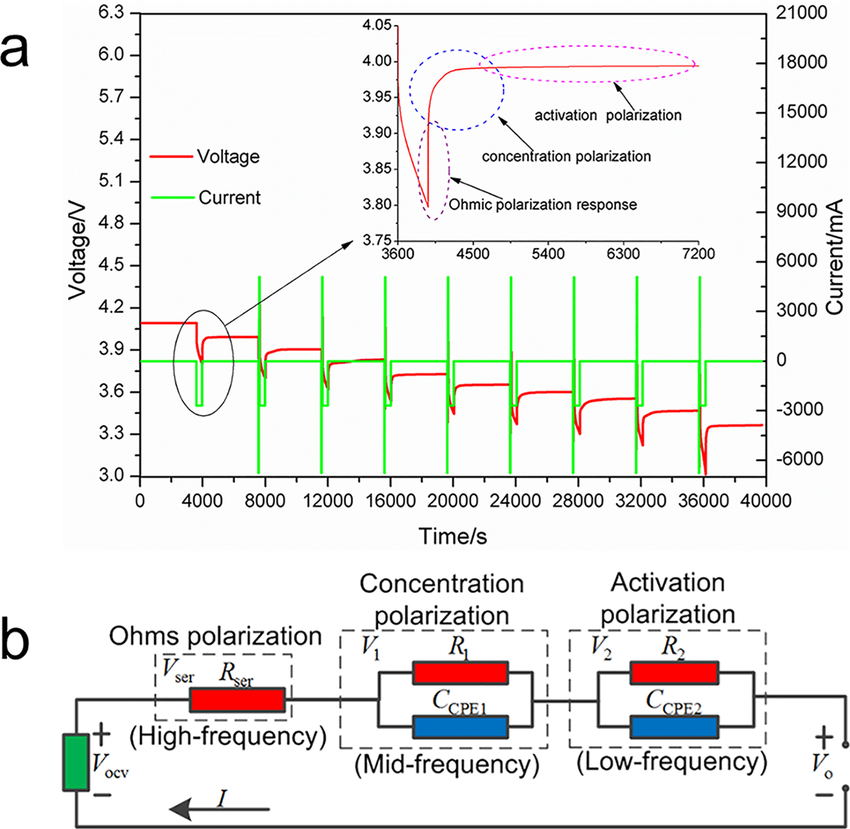 a
6.3
6.0
5.7
5.4
5.1
4.8
4.5
4.2
3.9
3.6
3.3
3.0
Voltage/V
0
4000
8000
12000
16000
20000
24000
28000
32000
36000
40000
Time/s
21000
18000
15000
12000
9000
6000
3000
0
-3000
-6000
Current/mA
Voltage
Current
4.05
4.00
3.95
3.90
3.85
3.80
3.75
3600
4500
5400
6300
7200
activation polarization
concentration polarization
Ohmic polarization response
b
Ohms polarization
Vser
Rser
(High-frequency)
Concentration
polarization
V1
R1
CCPE1
(Mid-frequency)
Activation
polarization
V2
R2
CCPE2
(Low-frequency)
+
Vocv
−
I
+
Vo
−